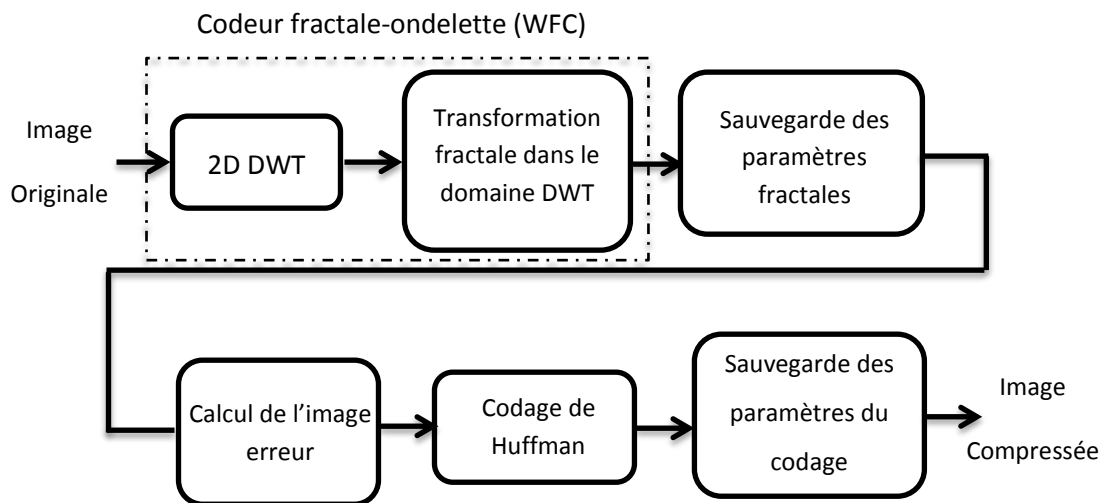 Codeur fractale-ondelette (WFC)
Image
Originale
2D DWT
Transformation
fractale dans le
domaine DWT
Sauvegarde des
paramètres
fractales
Calcul de l’image
erreur
Codage de
Huffman
Sauvegarde des
paramètres du
codage
Image
Compressée